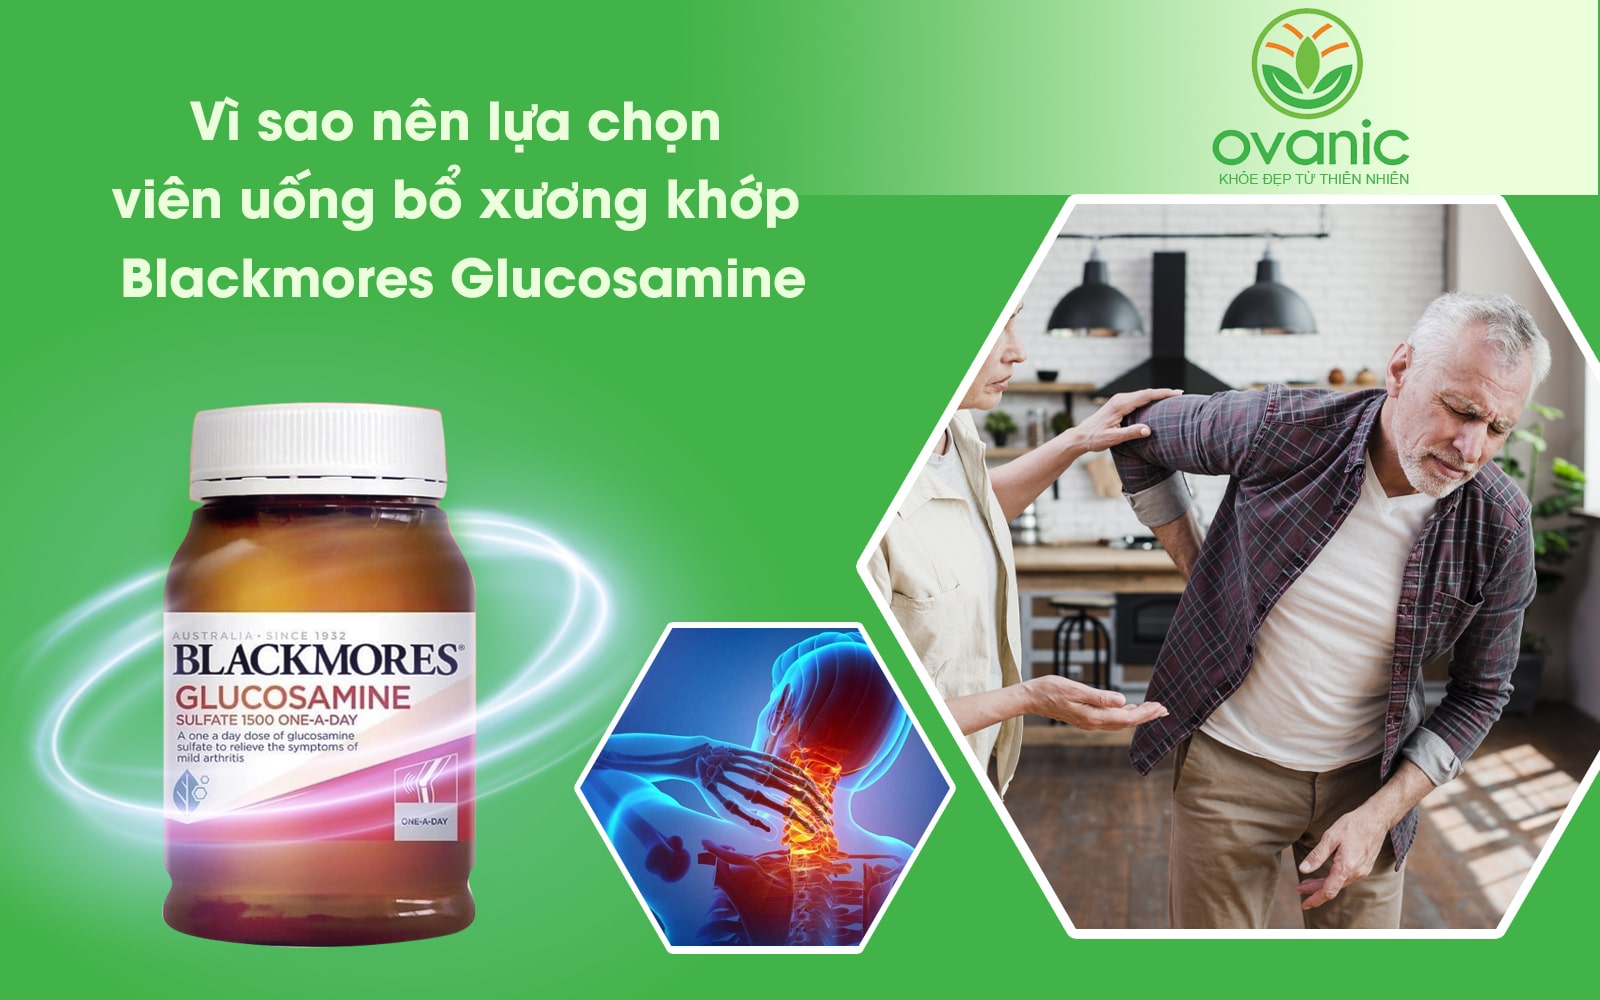 Vì sao nên lựa chọn
viên uống bổ xương khớp
Blackmores Glucosamine
ovanic
KHỎE ĐẸP TỪ THIÊN NHIÊN
AUSTRALIA • SINCE 1932
BLACKMORES®
GLUCOSAMINE
SULFATE 1500 ONE-A-DAY
A one a day dose of glucosamine
sulfate to relieve the symptoms of
mild arthritis
ONE-A-DAY